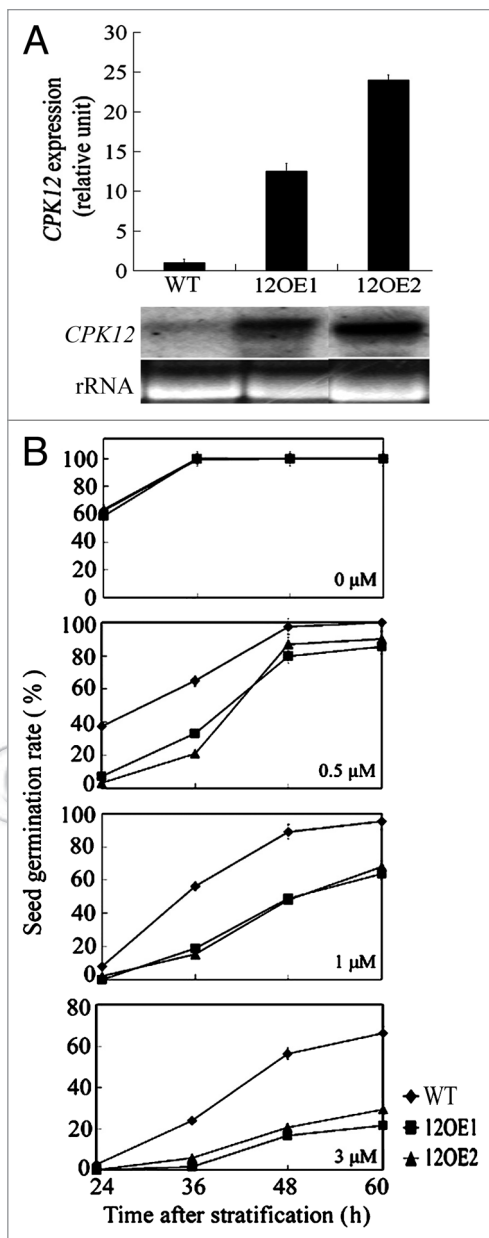 A
CPK12 expression
(relative unit)
30
25
20
15
10
5
0
WT
12OE1
12OE2
CPK12
rRNA
B
Seed germination rate (%)
100
80
60
40
20
0
0 μM
100
80
60
40
20
0
0.5 μM
100
80
60
40
20
0
1 μM
80
60
40
20
0
3 μM
24
36
48
60
Time after stratification (h)
WT
12OE1
12OE2